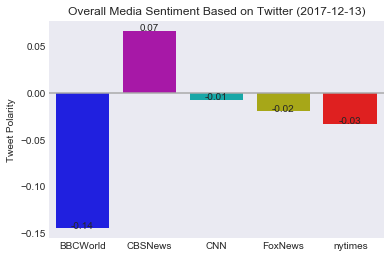 Overall Media Sentiment Based on Twitter (2017-12-13)
Tweet Polarity
0.05
0.00
−0.05
−0.10
−0.15
-0.14
0.07
-0.01
-0.02
-0.03
BBCWorld
CBSNews
CNN
FoxNews
nytimes